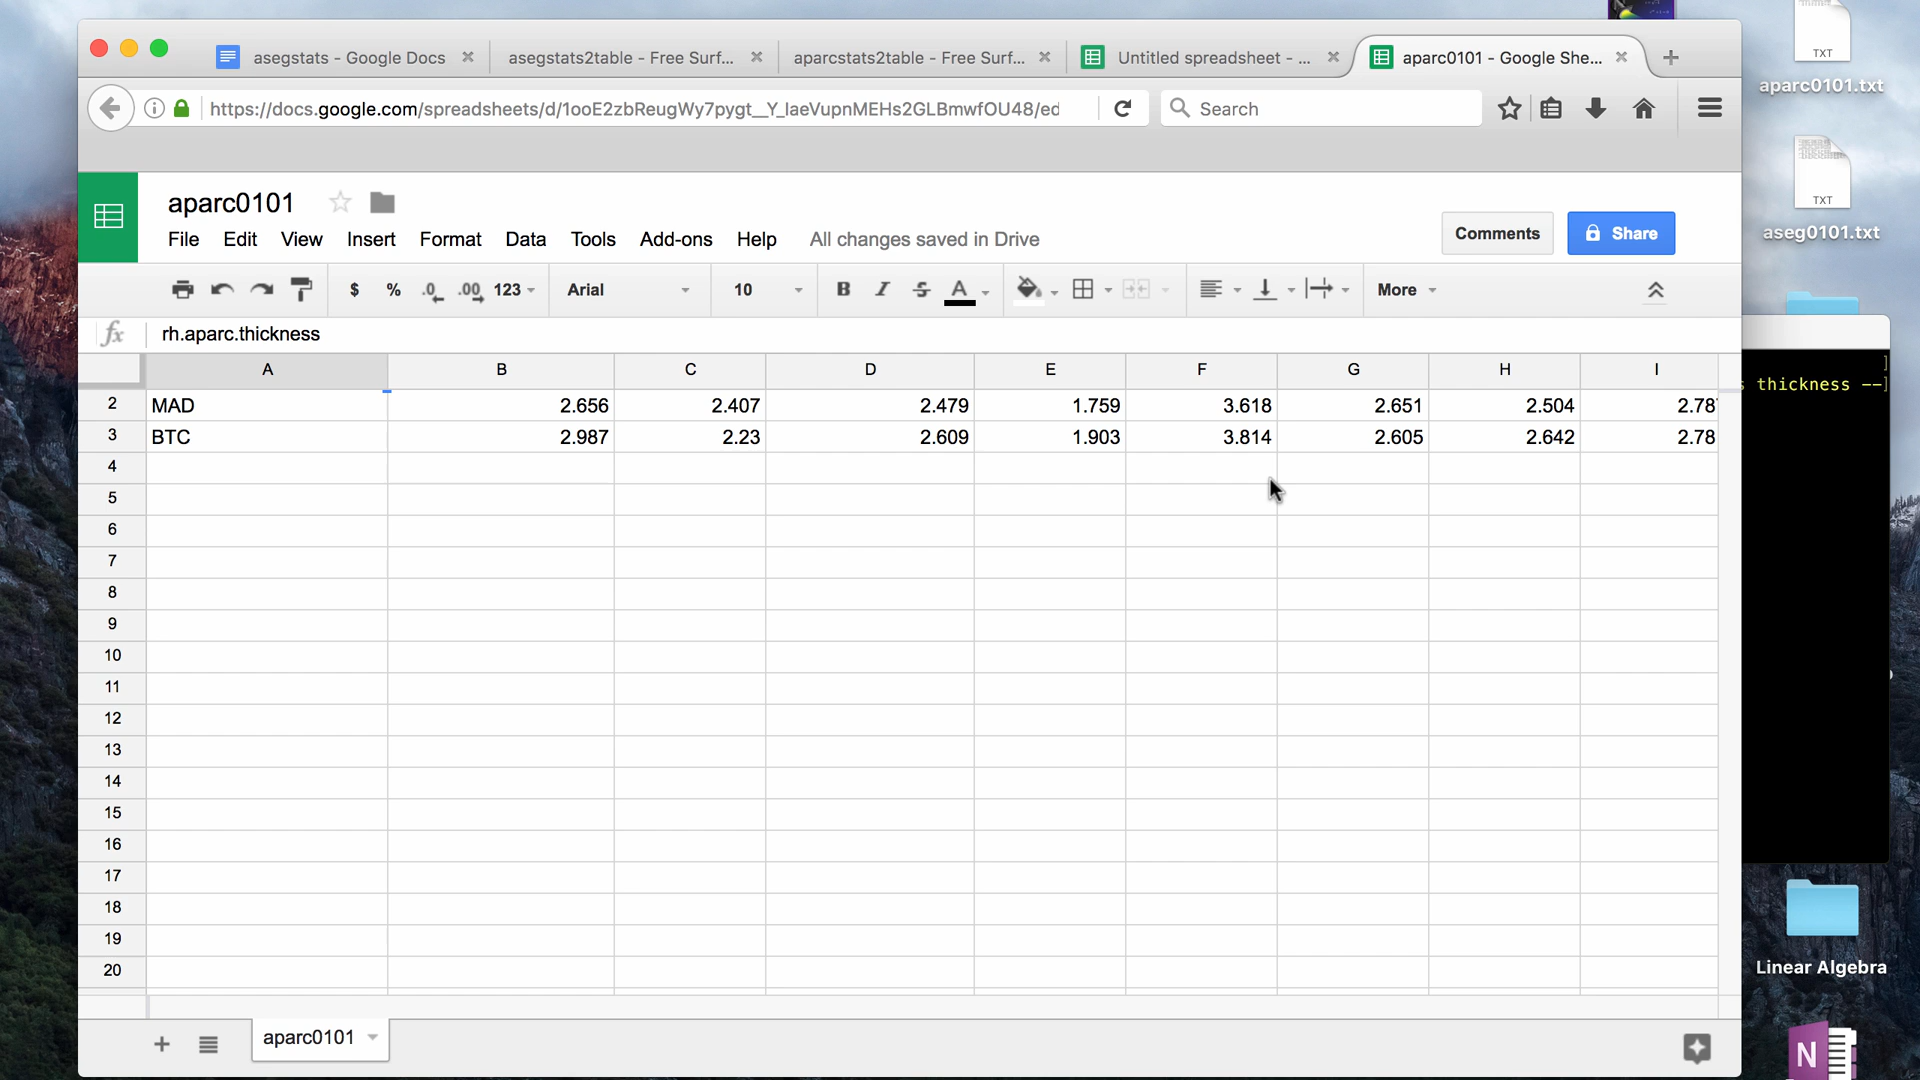 asegstats - Google Docs
asegstats2table - Free Surf...
aparcstats2table - Free Surf...
Untitled spreadsheet - ...
aparc0101 - Google She...
https://docs.google.com/spreadsheets/d/1ooE2zbReugWy7pygt__Y_IaeVupnMEHs2GLBmwfOU48/ed
Search
aparc0101
File Edit View Insert Format Data Tools Add-ons Help All changes saved in Drive
Comments
Share
$ % .0 .00 123 Arial 10 B I S A More
fx rh.aparc.thickness
A B C D E F G H I
2 MAD 2.656 2.407 2.479 1.759 3.618 2.651 2.504 2.78
3 BTC 2.987 2.23 2.609 1.903 3.814 2.605 2.642 2.78
4
5
6
7
8
9
10
11
12
13
14
15
16
17
18
19
20
aparc0101
TXT
aparc0101.txt
TXT
aseg0101.txt
s thickness --]
Linear Algebra
N